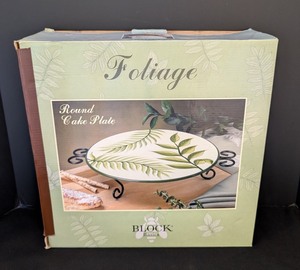 Foliage
Round
Cake Plate
BLOCK